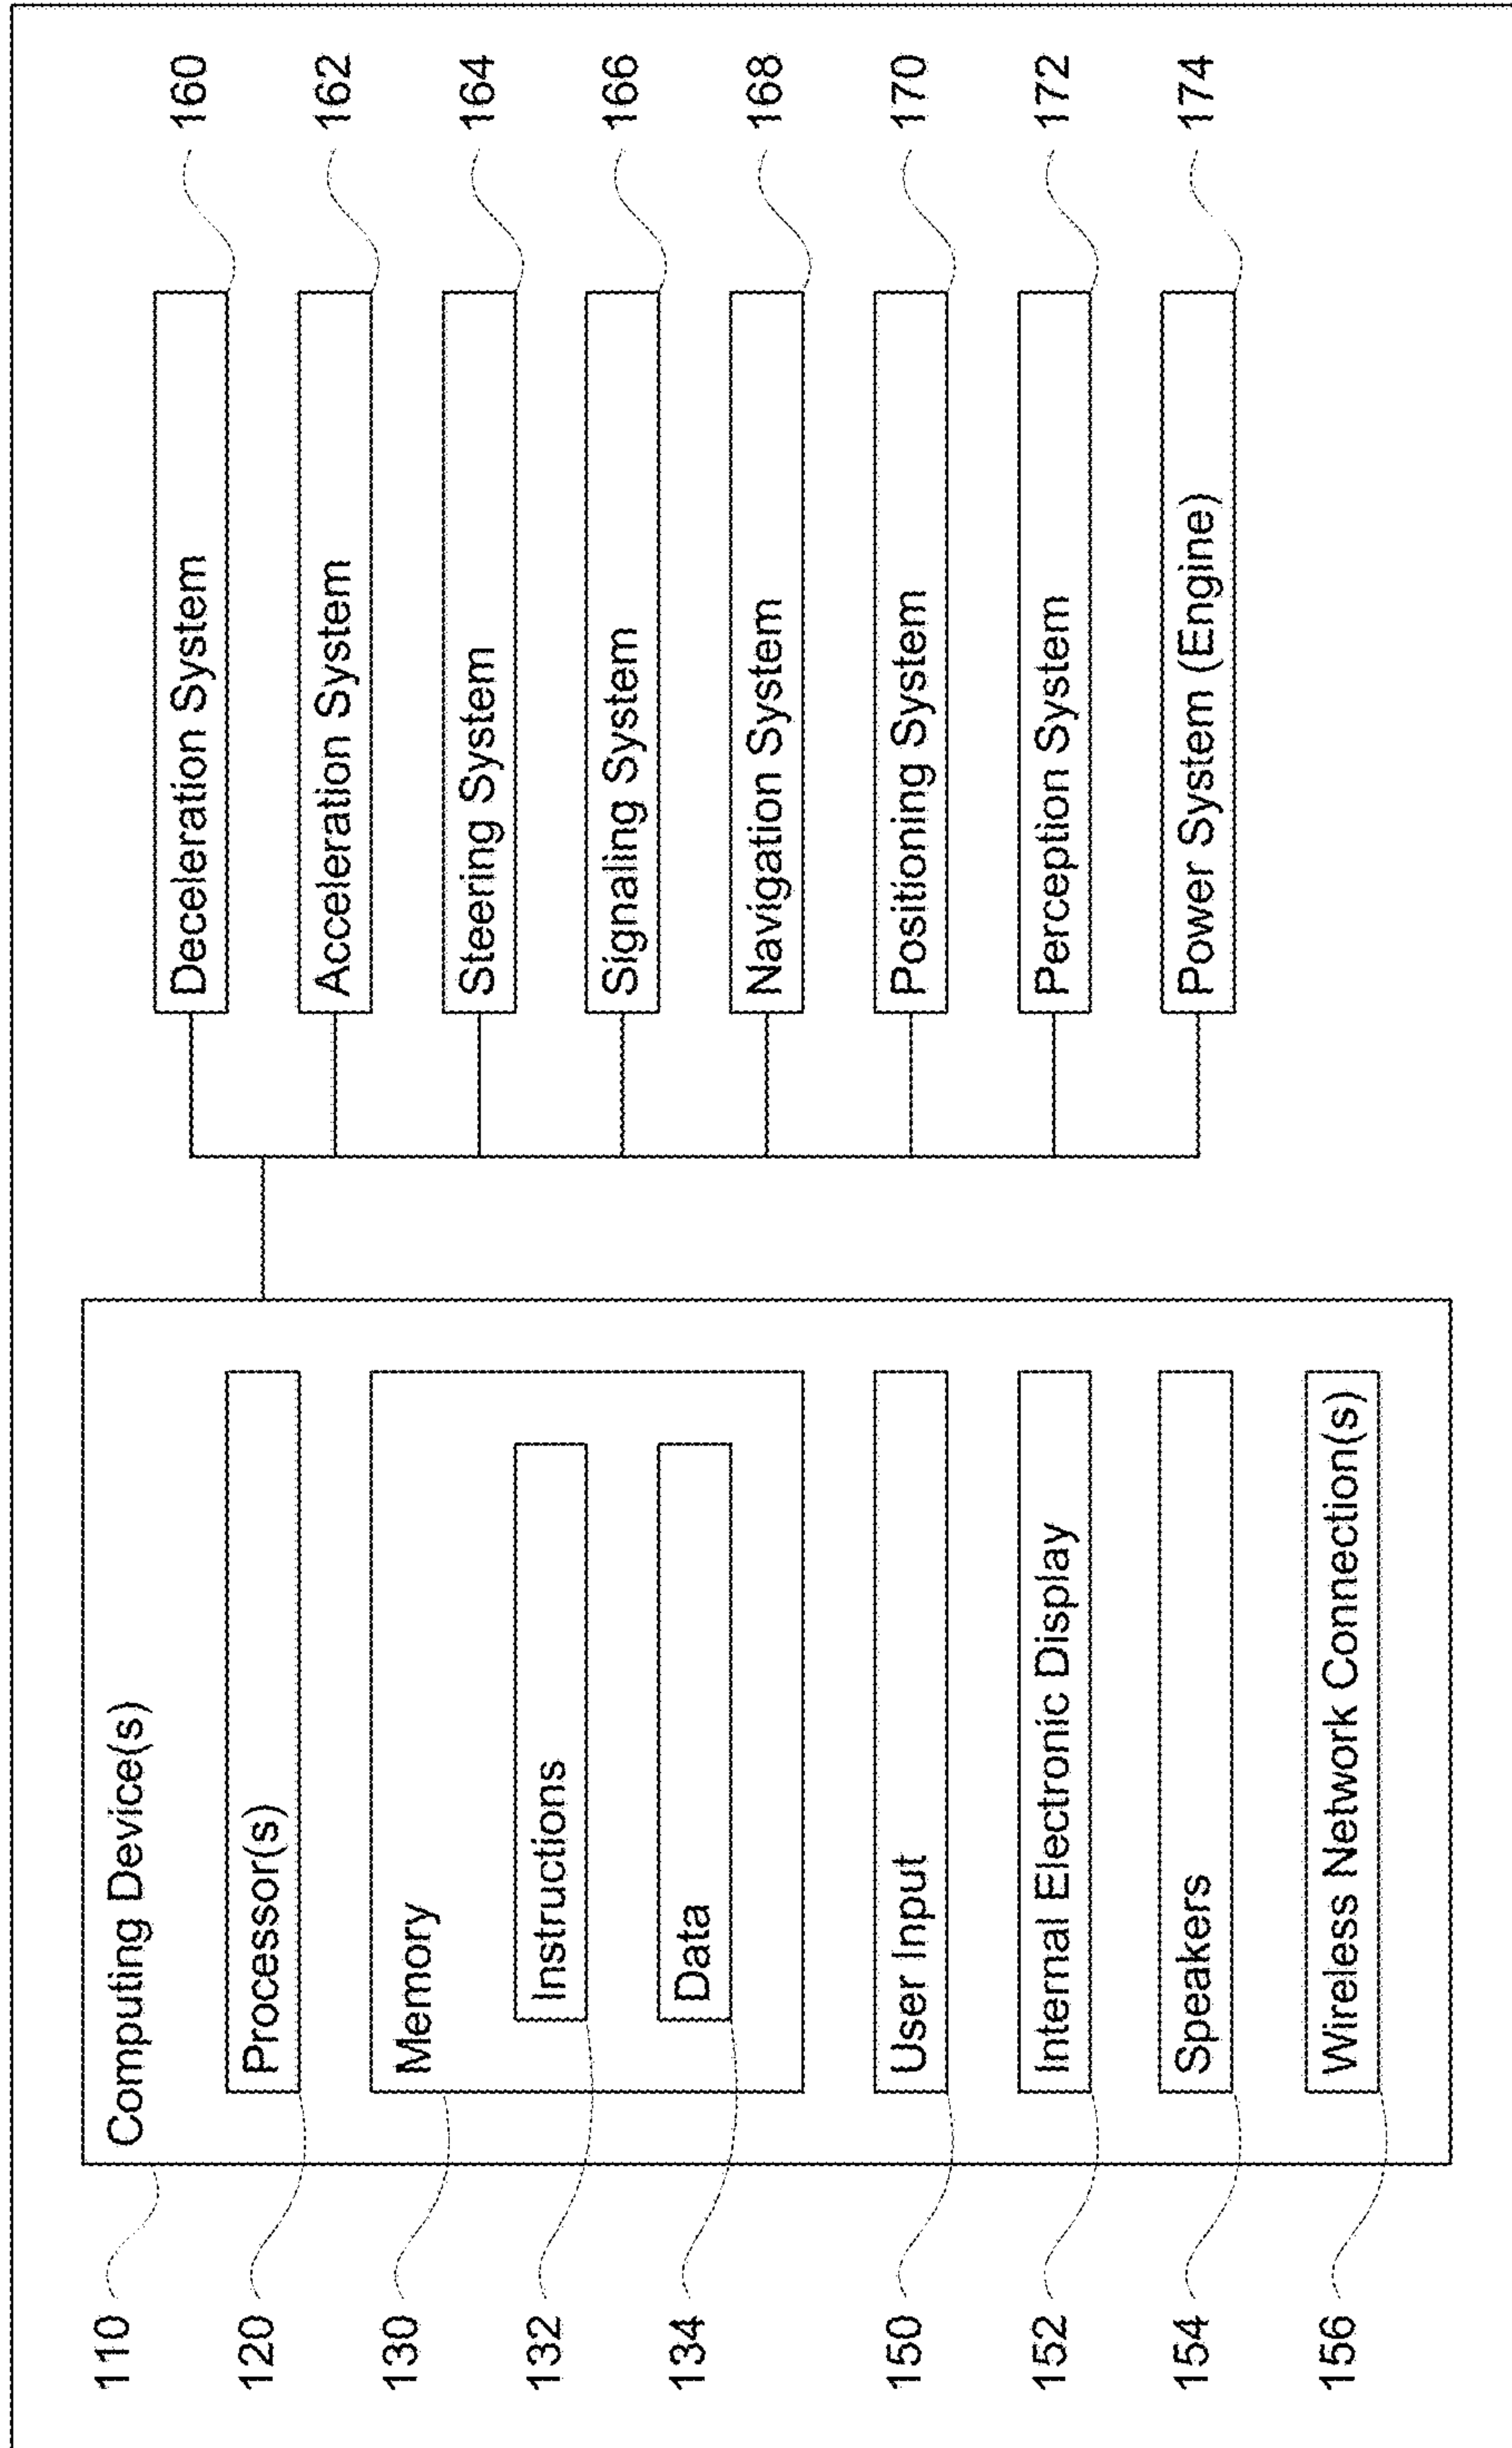 110
Computing Device(s)
120
Processor(s)
130
Memory
132
Instructions
134
Data
150
User Input
152
Internal Electronic Display
154
Speakers
156
Wireless Network Connection(s)
Deceleration System
160
Acceleration System
162
Steering System
164
Signaling System
166
Navigation System
168
Positioning System
170
Perception System
172
Power System (Engine)
174